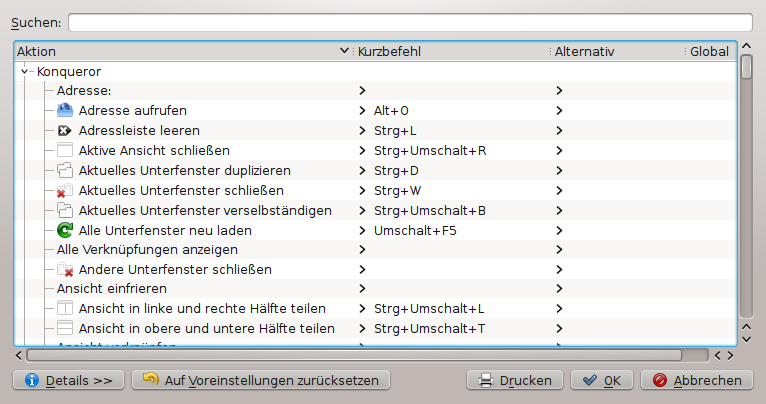 Suchen:
Aktion Kurzbefehl Alternativ Global
Konqueror
Adresse:
Adresse aufrufen Alt+O
Adressleiste leeren Strg+L
Aktive Ansicht schließen Strg+Umschalt+R
Aktuelles Unterfenster duplizieren Strg+D
Aktuelles Unterfenster schließen Strg+W
Aktuelles Unterfenster verselbständigen Strg+Umschalt+B
Alle Unterfenster neu laden Umschalt+F5
Alle Verknüpfungen anzeigen
Andere Unterfenster schließen
Ansicht einfrieren
Ansicht in linke und rechte Hälfte teilen Strg+Umschalt+L
Ansicht in obere und untere Hälfte teilen Strg+Umschalt+T
Ansicht verknüpfen
Details >> Auf Voreinstellungen zurücksetzen Drucken OK Abbrechen